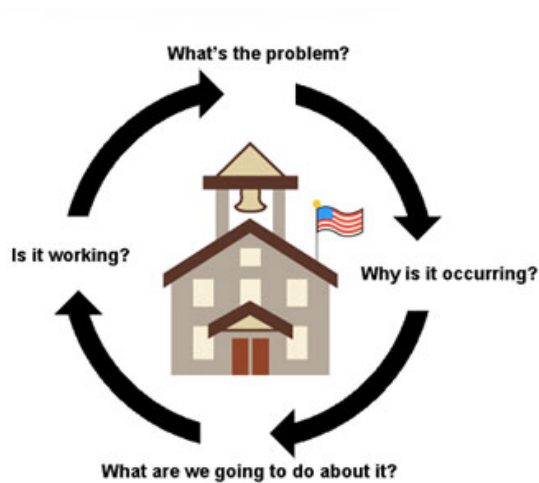 What's the problem?
Why is it occurring?
What are we going to do about it?
Is it working?